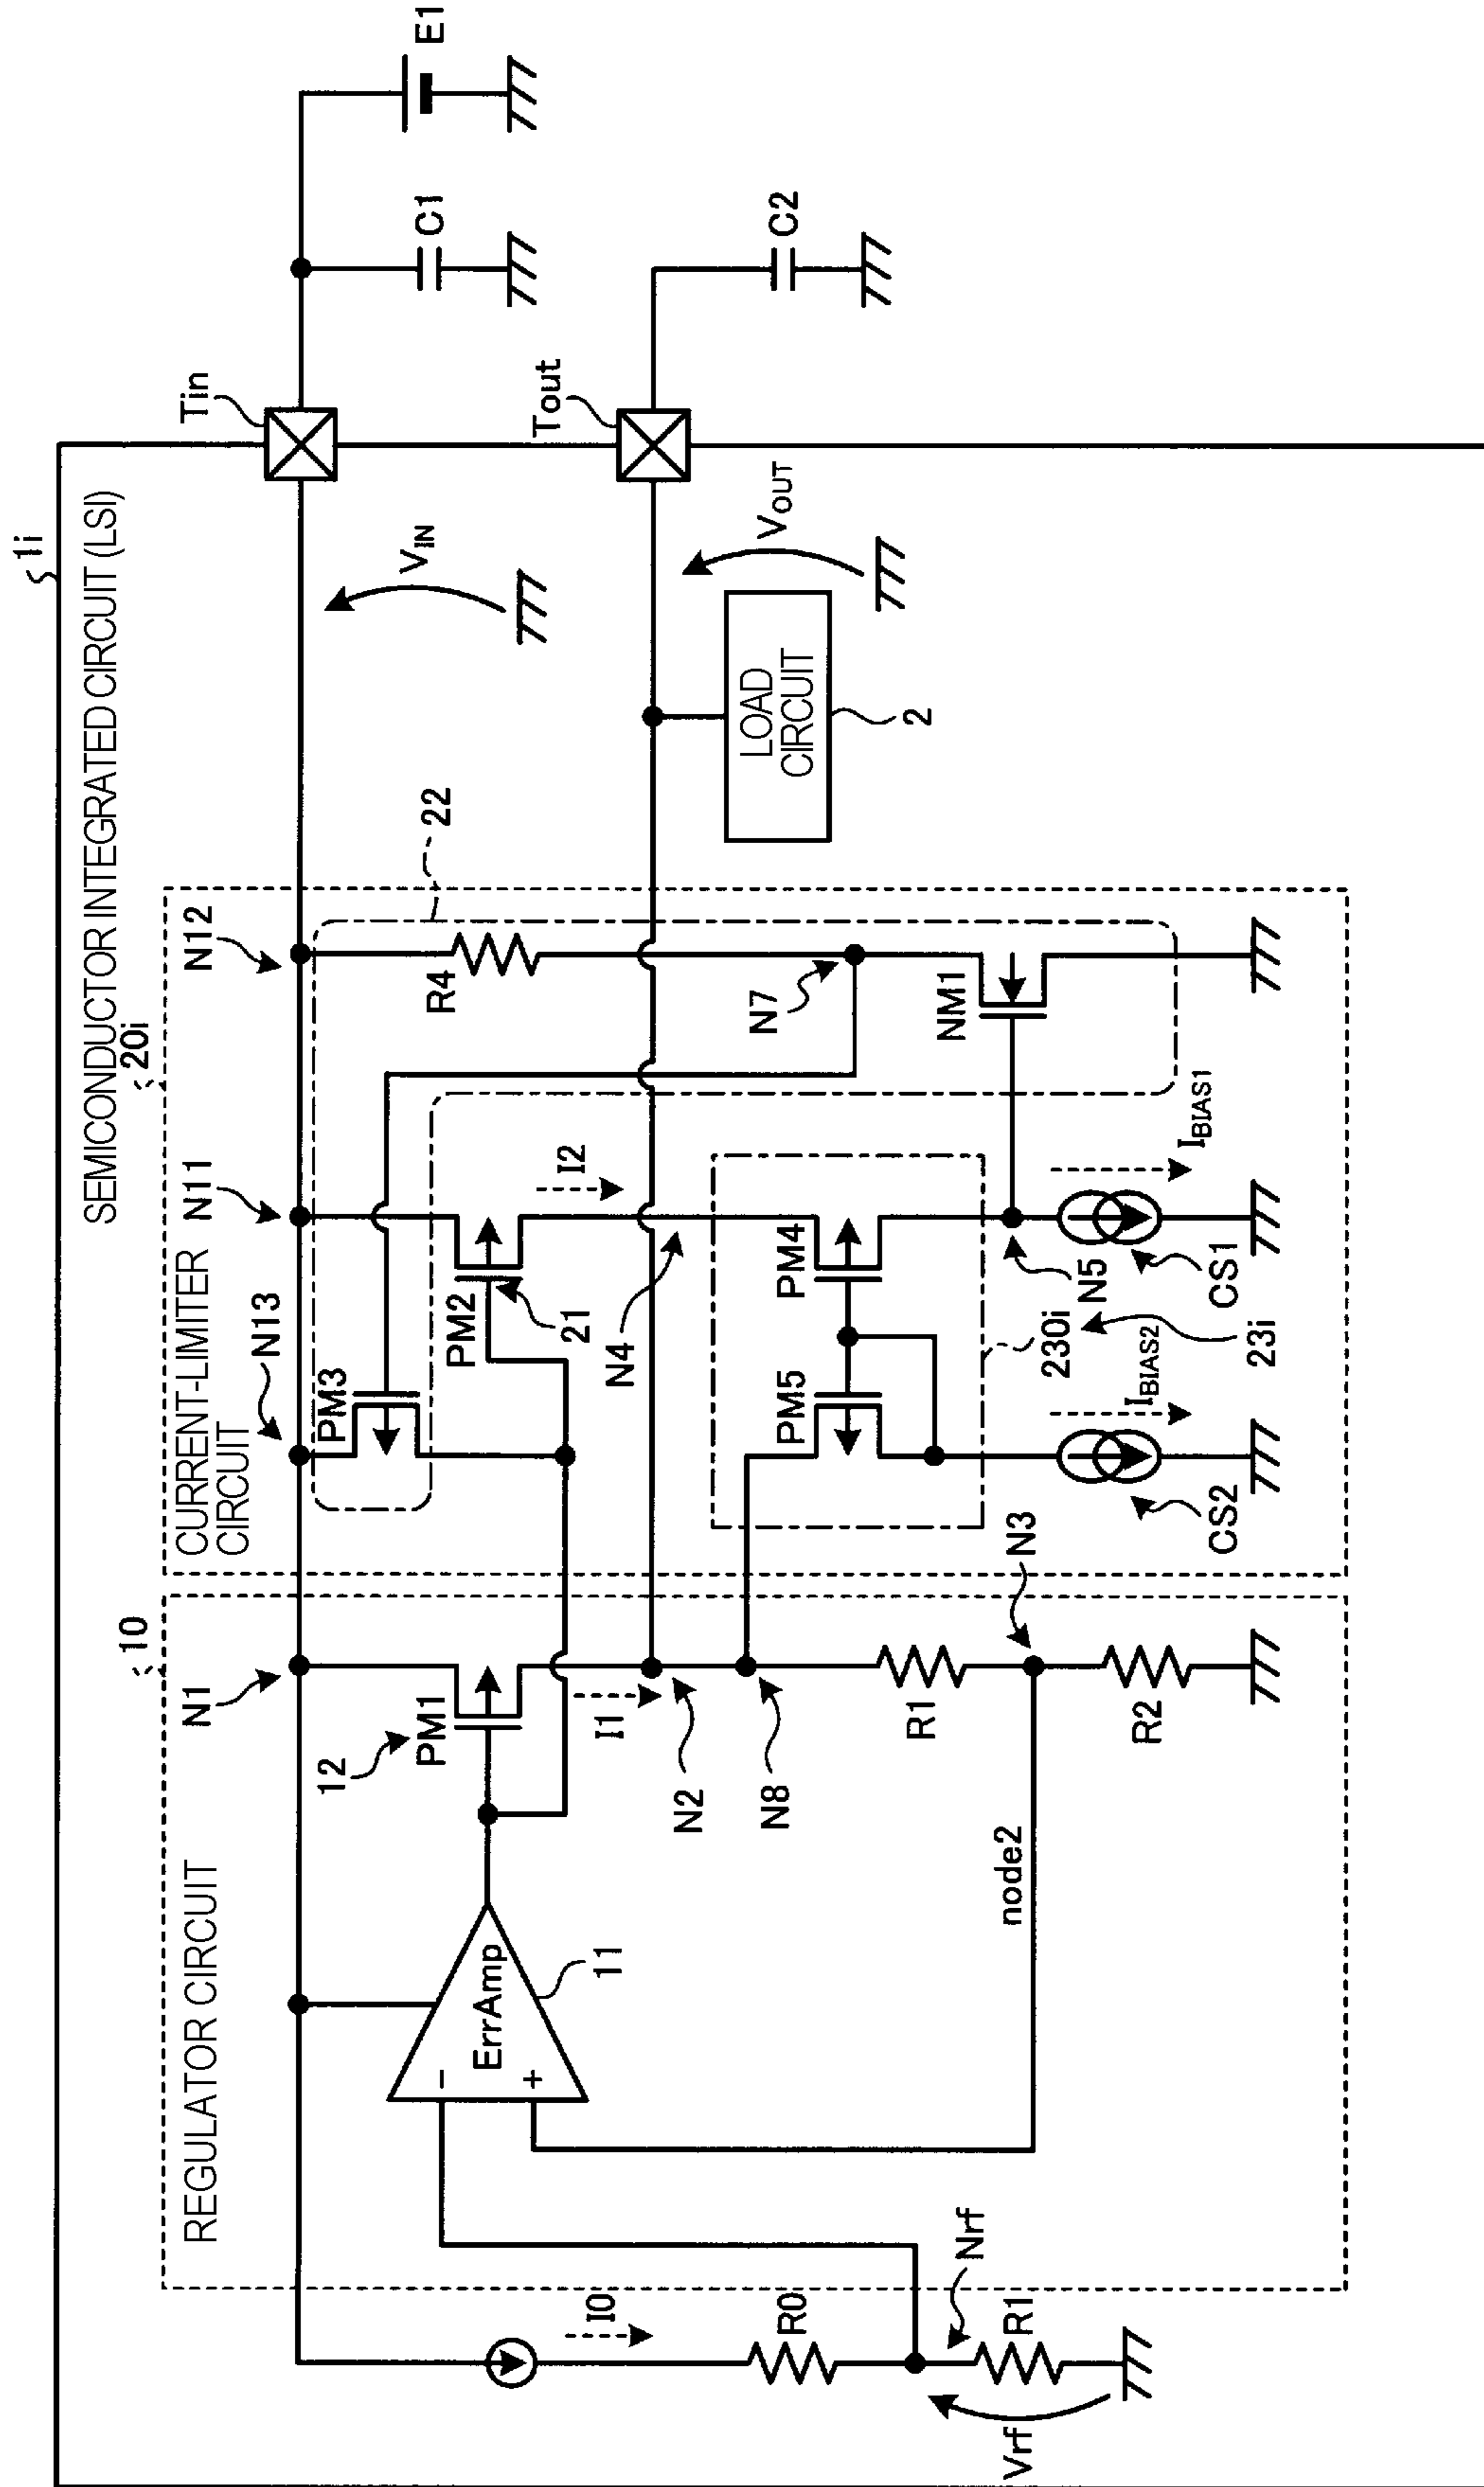 1i
SEMICONDUCTOR INTEGRATED CIRCUIT (LSI)
10
20i
REGULATOR CIRCUIT
CURRENT-LIMITER
CIRCUIT
N1
N13
N11
N12
22
Tin
E1
C1
VIN
12
PM1
PM3
PM2
21
R4
ErrAmp
-
+
11
I0
I1
I2
N2
N4
Tout
VOUT
C2
LOAD
CIRCUIT
2
N8
PM5
PM4
N7
NM1
R0
R1
node2
N3
230i
23i
N5
IBIAS2
IBIAS1
CS2
CS1
Nrf
R1
R2
Vrf